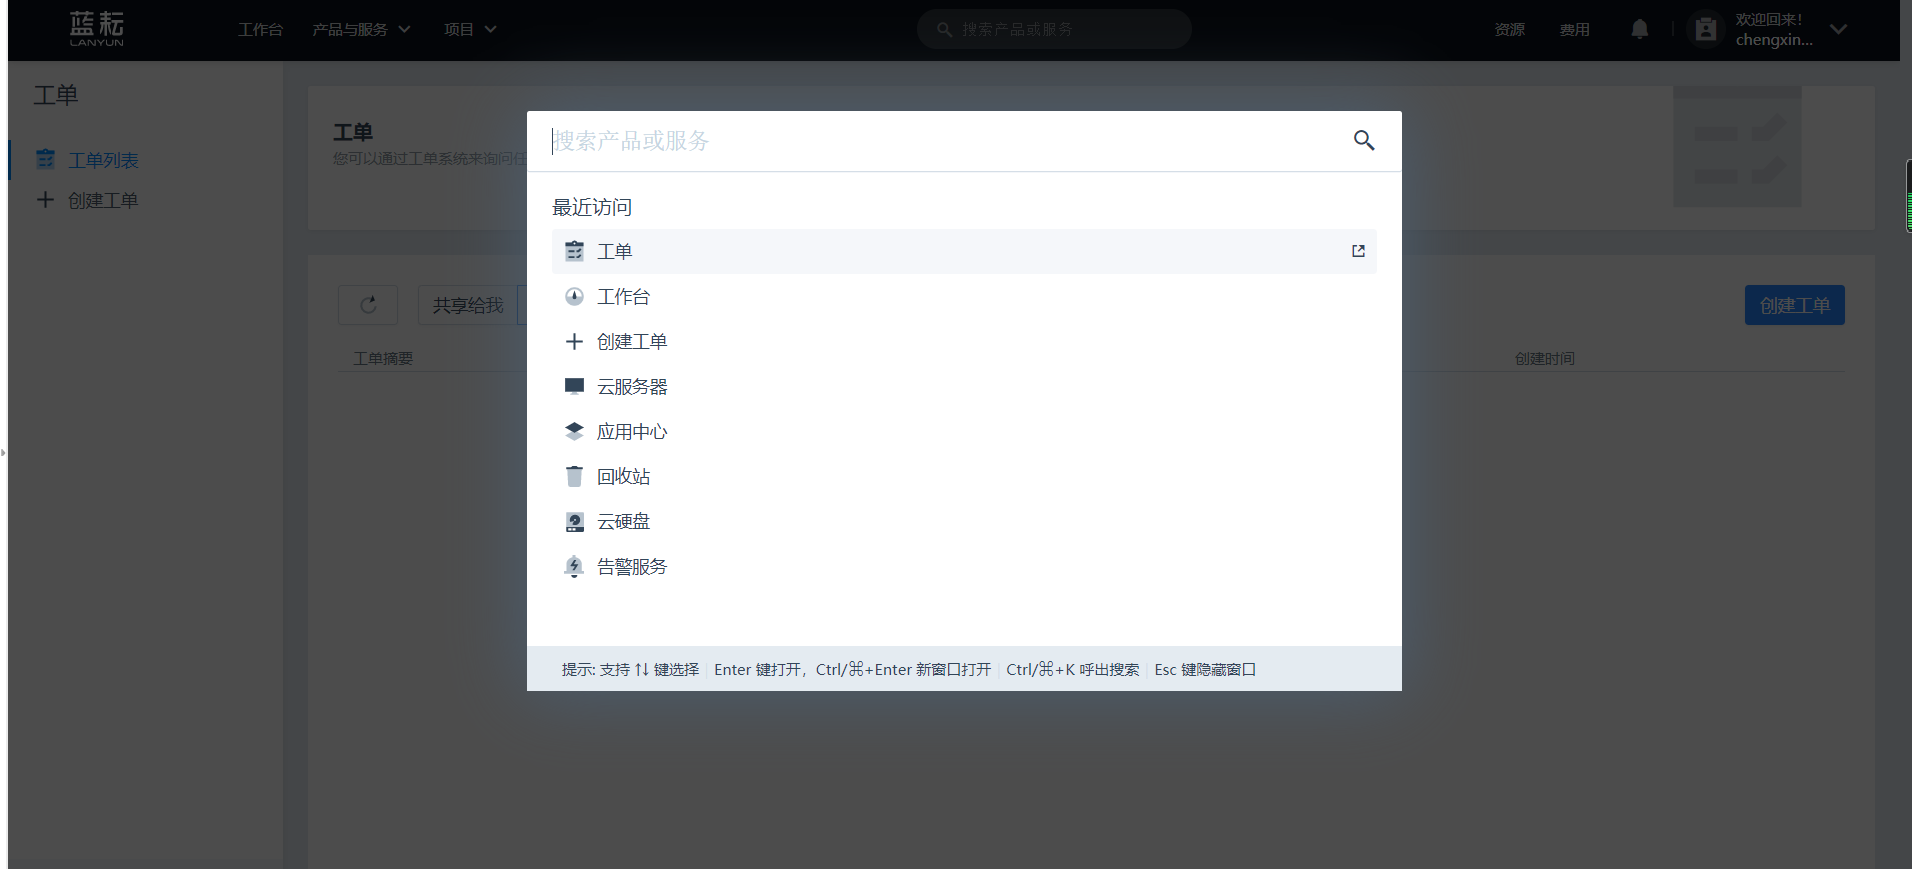 蓝耘
LANYUN
工作台 产品与服务 项目 搜索产品或服务 资源 费用 欢迎回来！
chengxin...
工单
工单列表
创建工单
工单
您可以通过工单系统来询问任
共享给我 创建工单
工单摘要 创建时间
搜索产品或服务
最近访问
工单
工作台
创建工单
云服务器
应用中心
回收站
云硬盘
告警服务
提示: 支持 ↑↓ 键选择 | Enter 键打开，Ctrl/⌘+Enter 新窗口打开 | Ctrl/⌘+K 呼出搜索 | Esc 键隐藏窗口